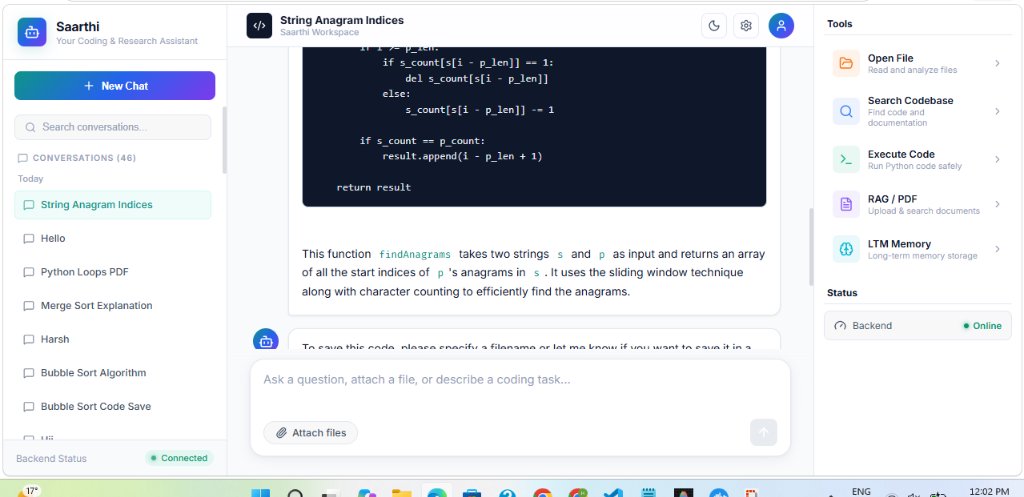 Saarthi
Your Coding & Research Assistant
+ New Chat
Search conversations...
CONVERSATIONS (46)
Today
String Anagram Indices
Hello
Python Loops PDF
Merge Sort Explanation
Harsh
Bubble Sort Algorithm
Bubble Sort Code Save
Backend Status
Connected
</> String Anagram Indices
Saarthi Workspace
if i >= p_len:
if s_count[s[i - p_len]] == 1:
del s_count[s[i - p_len]]
else:
s_count[s[i - p_len]] -= 1
if s_count == p_count:
result.append(i - p_len + 1)
return result
This function findAnagrams takes two strings s and p as input and returns an array
of all the start indices of p 's anagrams in s . It uses the sliding window technique
along with character counting to efficiently find the anagrams.
To save this code, please specify a filename or let me know if you want to save it in a
Ask a question, attach a file, or describe a coding task...
Attach files
Tools
Open File
Read and analyze files
Search Codebase
Find code and
documentation
Execute Code
Run Python code safely
RAG / PDF
Upload & search documents
LTM Memory
Long-term memory storage
Status
Backend
Online
17°
ENG
12:02 PM